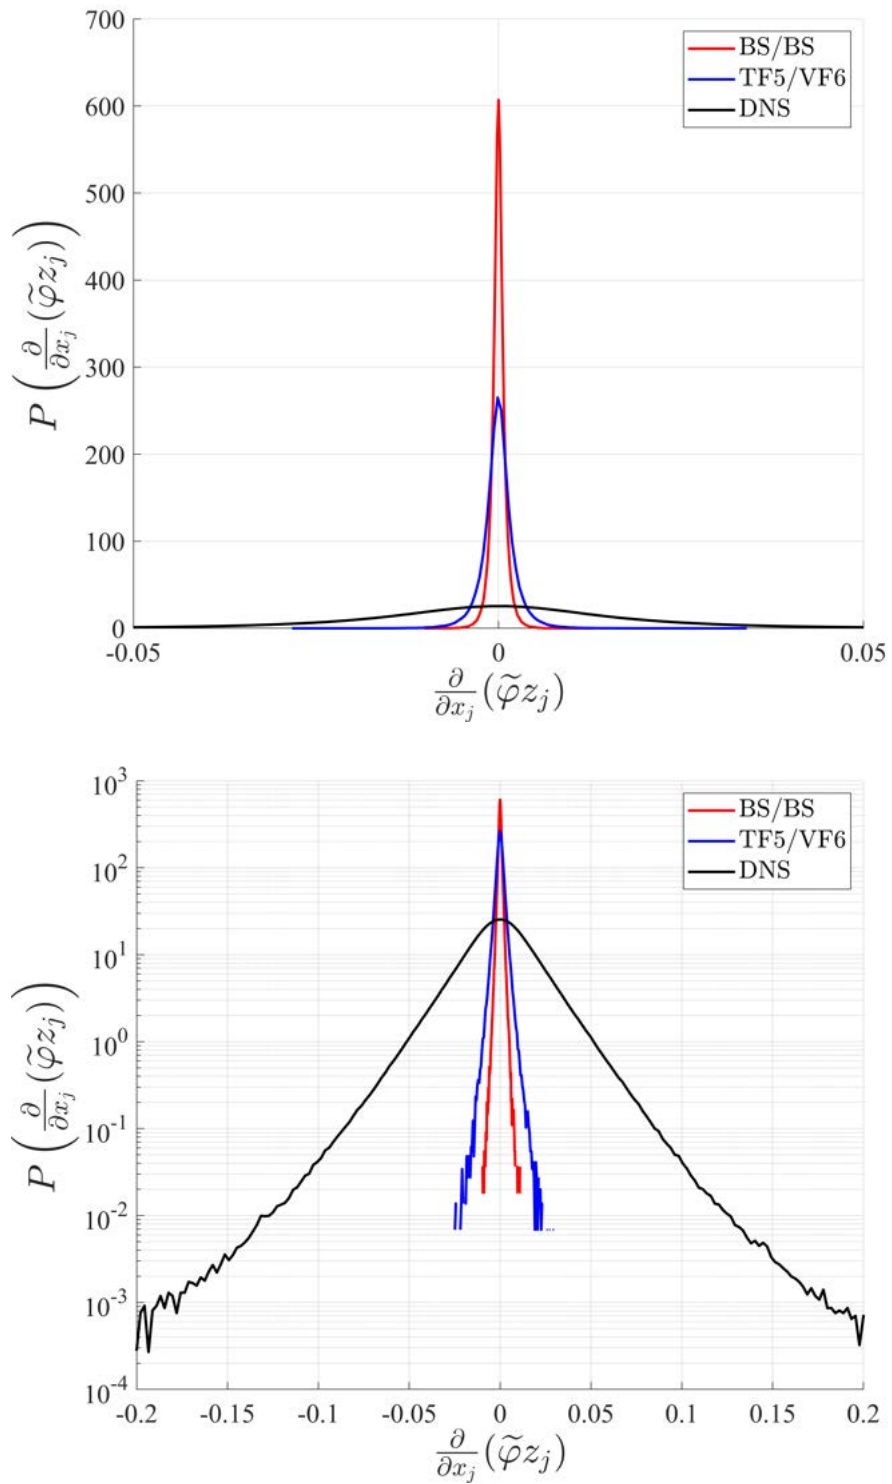 700
600
500
400
300
200
100
0
BS/BS
TF5/VF6
DNS
P ( ∂/∂x_j (φ̃z_j) )
-0.05 0 0.05
∂/∂x_j (φ̃z_j)
10^3
10^2
10^1
10^0
10^-1
10^-2
10^-3
10^-4
BS/BS
TF5/VF6
DNS
P ( ∂/∂x_j (φ̃z_j) )
-0.2 -0.15 -0.1 -0.05 0 0.05 0.1 0.15 0.2
∂/∂x_j (φ̃z_j)